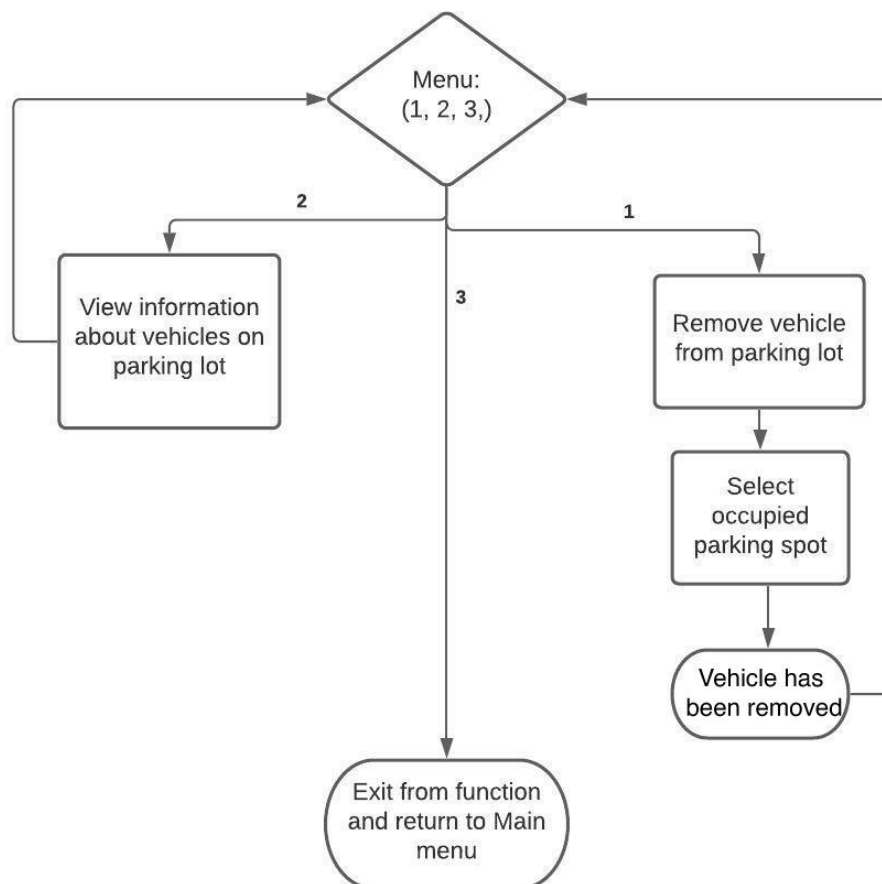 Menu:
(1, 2, 3,)
2
1
3
View information
about vehicles on
parking lot
Remove vehicle
from parking lot
Select
occupied
parking spot
Vehicle has
been removed
Exit from function
and return to Main
menu